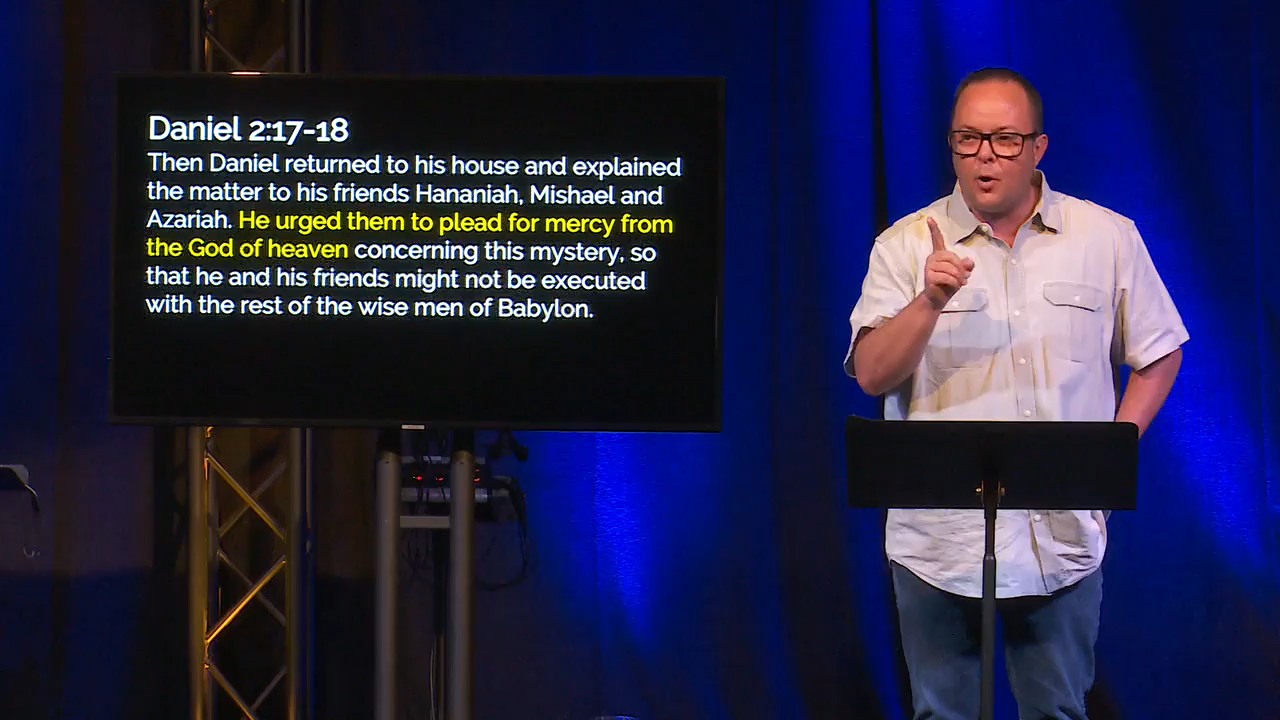 Daniel 2:17-18
Then Daniel returned to his house and explained
the matter to his friends Hananiah, Mishael and
Azariah. He urged them to plead for mercy from
the God of heaven concerning this mystery, so
that he and his friends might not be executed
with the rest of the wise men of Babylon.